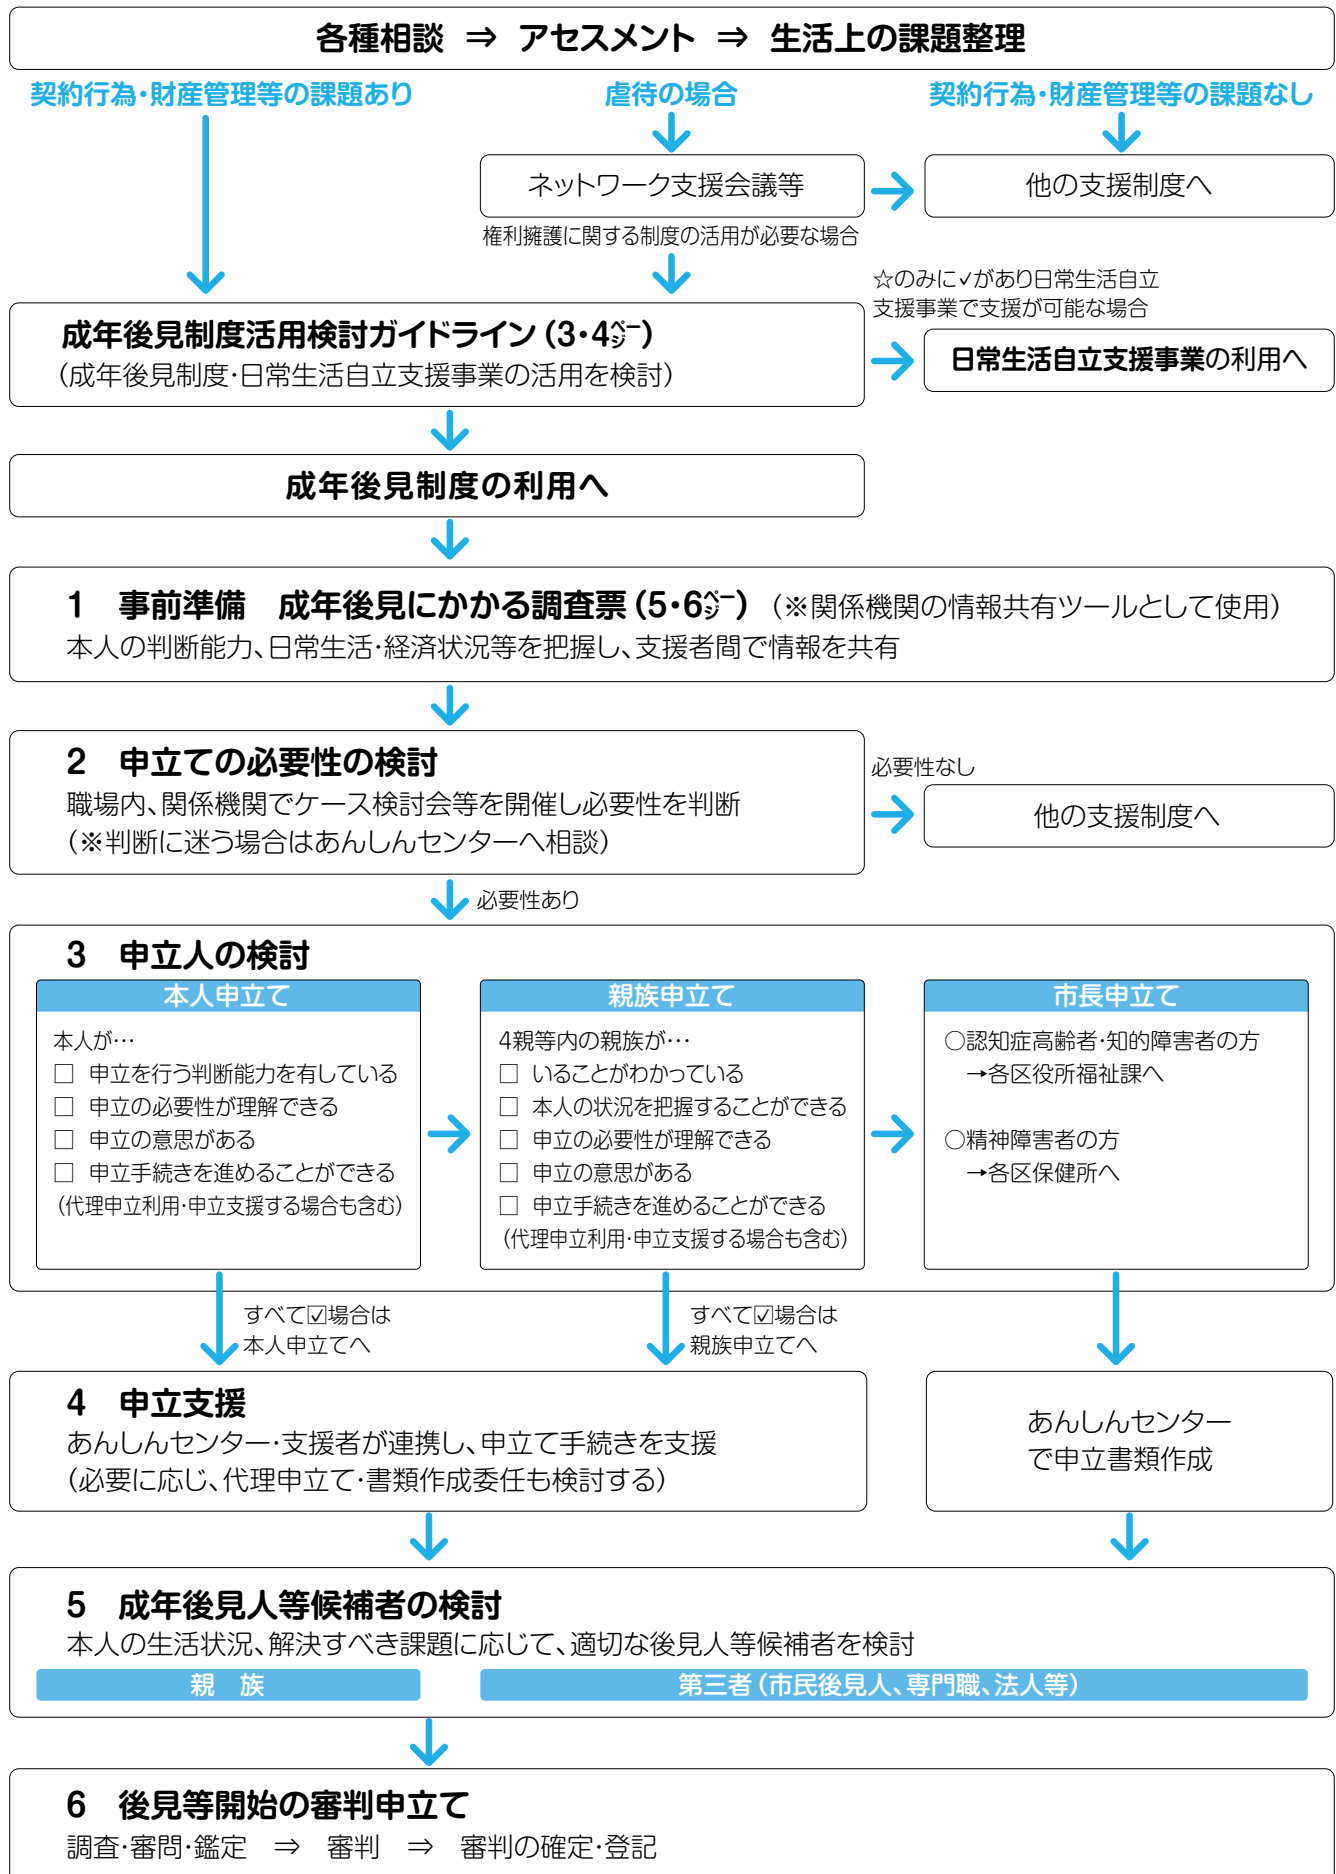 各種相談 ⇒ アセスメント ⇒ 生活上の課題整理
契約行為・財産管理等の課題あり
虐待の場合
契約行為・財産管理等の課題なし
ネットワーク支援会議等
他の支援制度へ
権利擁護に関する制度の活用が必要な場合
☆のみに✓があり日常生活自立
支援事業で支援が可能な場合
成年後見制度活用検討ガイドライン(3・4㌻)
(成年後見制度・日常生活自立支援事業の活用を検討)
日常生活自立支援事業の利用へ
成年後見制度の利用へ
1 事前準備 成年後見にかかる調査票(5・6㌻)(※関係機関の情報共有ツールとして使用)
本人の判断能力、日常生活・経済状況等を把握し、支援者間で情報を共有
2 申立ての必要性の検討
職場内、関係機関でケース検討会等を開催し必要性を判断
(※判断に迷う場合はあんしんセンターへ相談)
必要性なし
他の支援制度へ
必要性あり
3 申立人の検討
本人申立て
本人が…
□ 申立を行う判断能力を有している
□ 申立の必要性が理解できる
□ 申立の意思がある
□ 申立手続きを進めることができる
(代理申立利用・申立支援する場合も含む)
親族申立て
4親等内の親族が…
□ いることがわかっている
□ 本人の状況を把握することができる
□ 申立の必要性が理解できる
□ 申立の意思がある
□ 申立手続きを進めることができる
(代理申立利用・申立支援する場合も含む)
市長申立て
○認知症高齢者・知的障害者の方
→各区役所福祉課へ
○精神障害者の方
→各区保健所へ
すべて☑場合は
本人申立てへ
すべて☑場合は
親族申立てへ
4 申立支援
あんしんセンター・支援者が連携し、申立て手続きを支援
(必要に応じ、代理申立て・書類作成委任も検討する)
あんしんセンター
で申立書類作成
5 成年後見人等候補者の検討
本人の生活状況、解決すべき課題に応じて、適切な後見人等候補者を検討
親 族
第三者(市民後見人、専門職、法人等)
6 後見等開始の審判申立て
調査・審問・鑑定 ⇒ 審判 ⇒ 審判の確定・登記